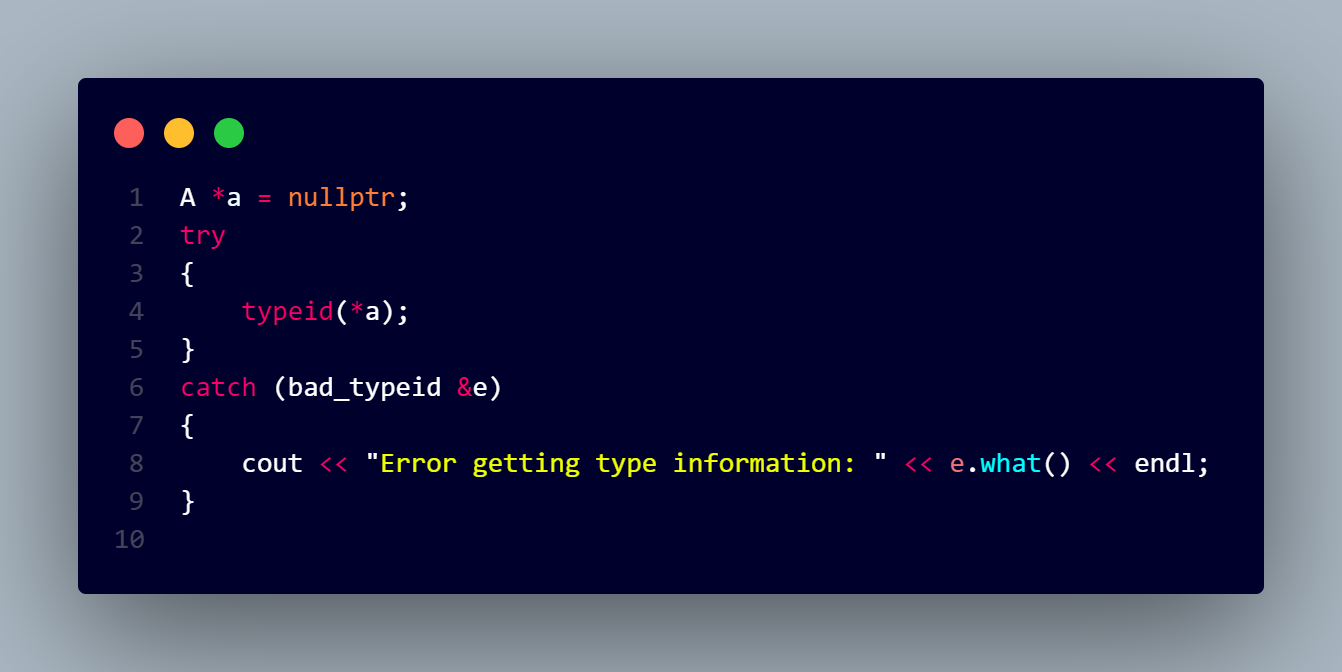 1 A *a = nullptr;
2 try
3 {
4     typeid(*a);
5 }
6 catch (bad_typeid &e)
7 {
8     cout << "Error getting type information: " << e.what() << endl;
9 }
10